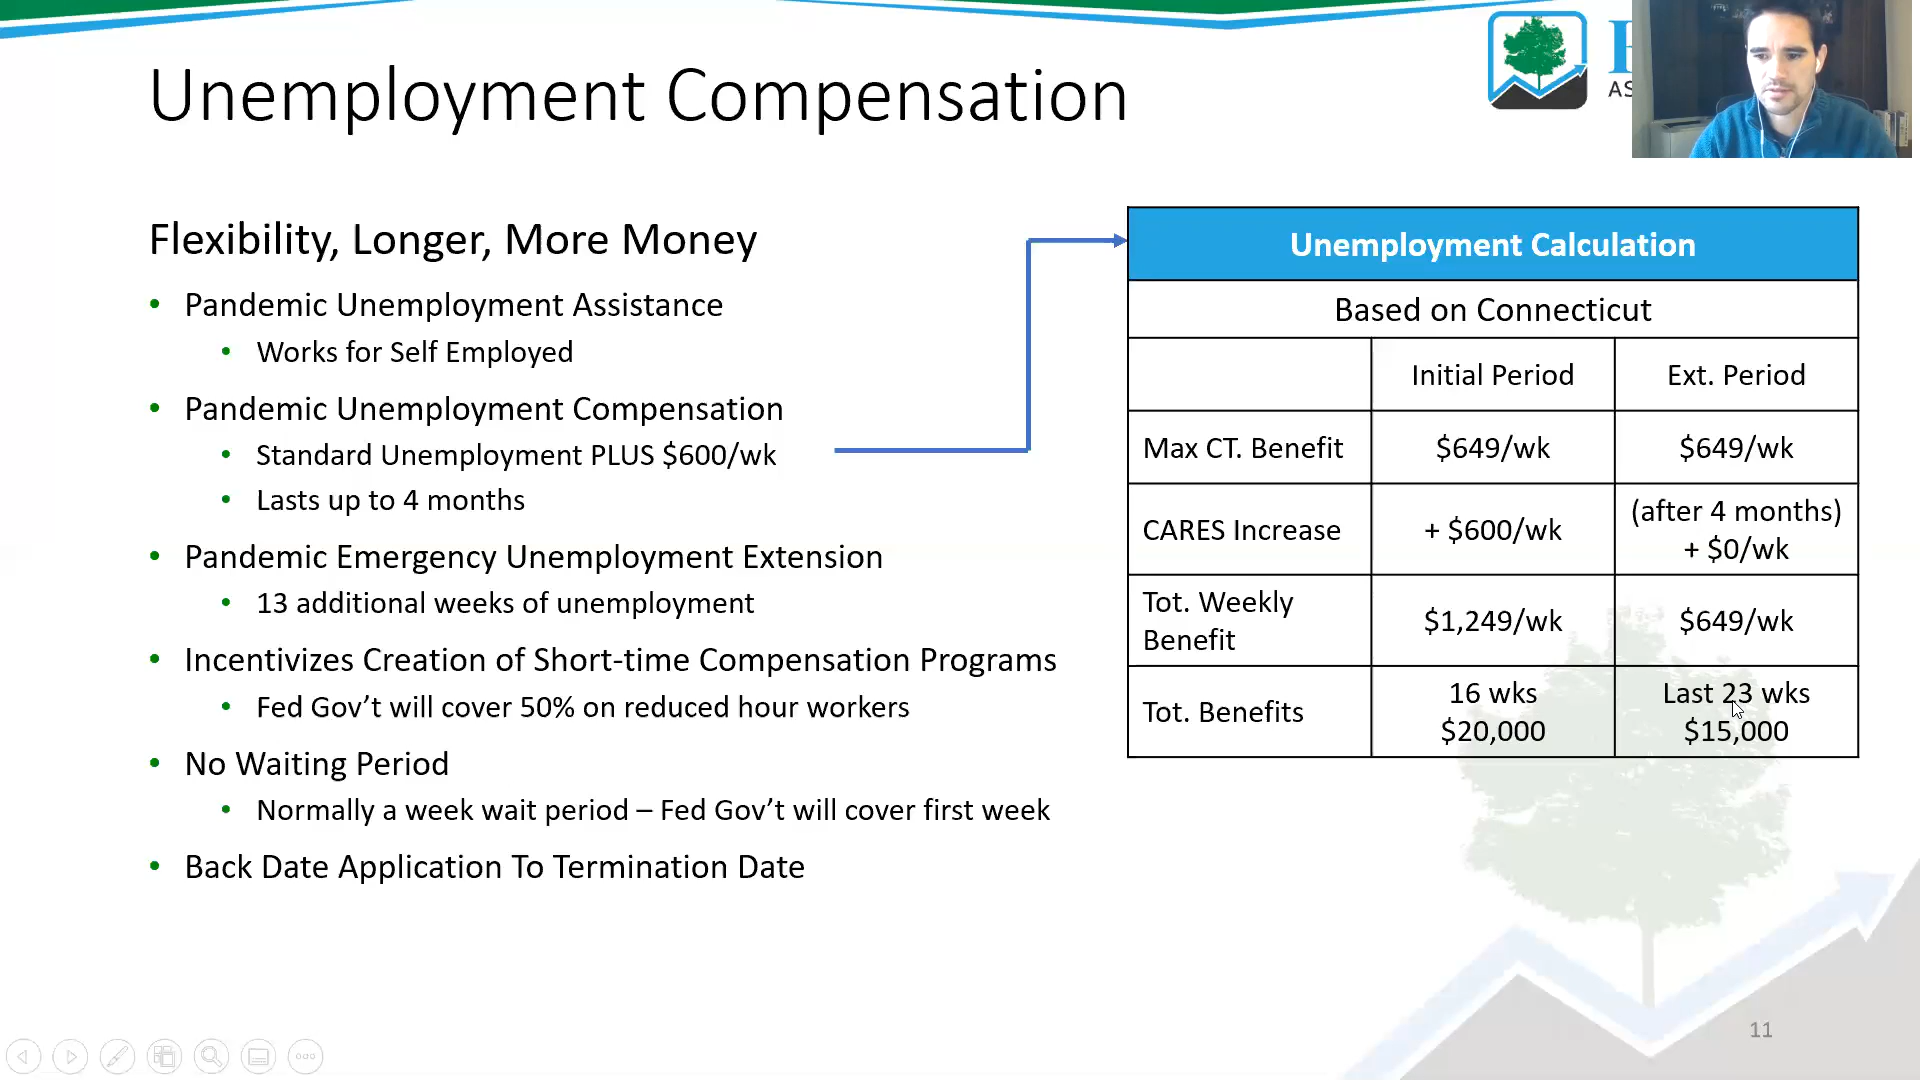 Unemployment Compensation
AS
Flexibility, Longer, More Money
• Pandemic Unemployment Assistance
• Works for Self Employed
• Pandemic Unemployment Compensation
• Standard Unemployment PLUS $600/wk
• Lasts up to 4 months
• Pandemic Emergency Unemployment Extension
• 13 additional weeks of unemployment
• Incentivizes Creation of Short-time Compensation Programs
• Fed Gov’t will cover 50% on reduced hour workers
• No Waiting Period
• Normally a week wait period – Fed Gov’t will cover first week
• Back Date Application To Termination Date
Unemployment Calculation
Based on Connecticut
Initial Period Ext. Period
Max CT. Benefit $649/wk $649/wk
CARES Increase + $600/wk (after 4 months)
+ $0/wk
Tot. Weekly
Benefit $1,249/wk $649/wk
Tot. Benefits 16 wks
$20,000 Last 23 wks
$15,000
11